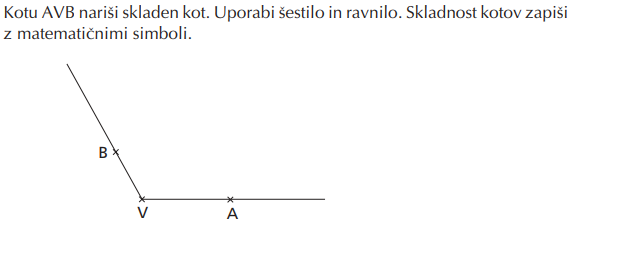 Kotu AVB nariši skladen kot. Uporabi šestilo in ravnilo. Skladnost kotov zapiši
z matematičnimi simboli.
B
V
A